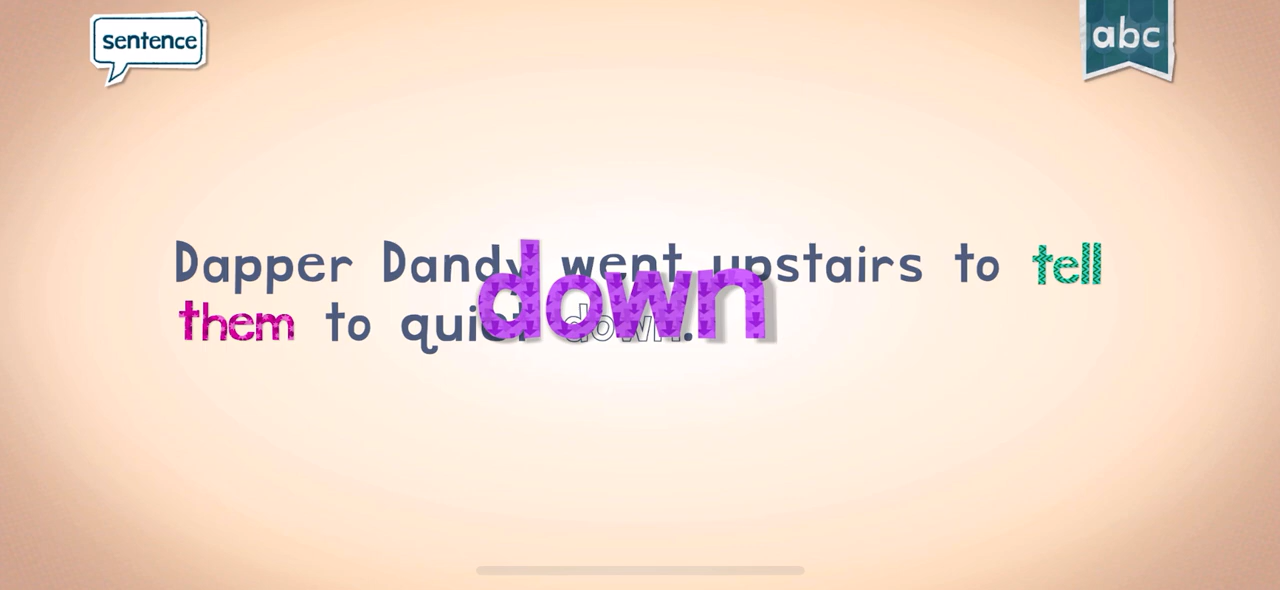 sentence
abc
Dapper Dandy went upstairs to tell
them to quiet down.
down